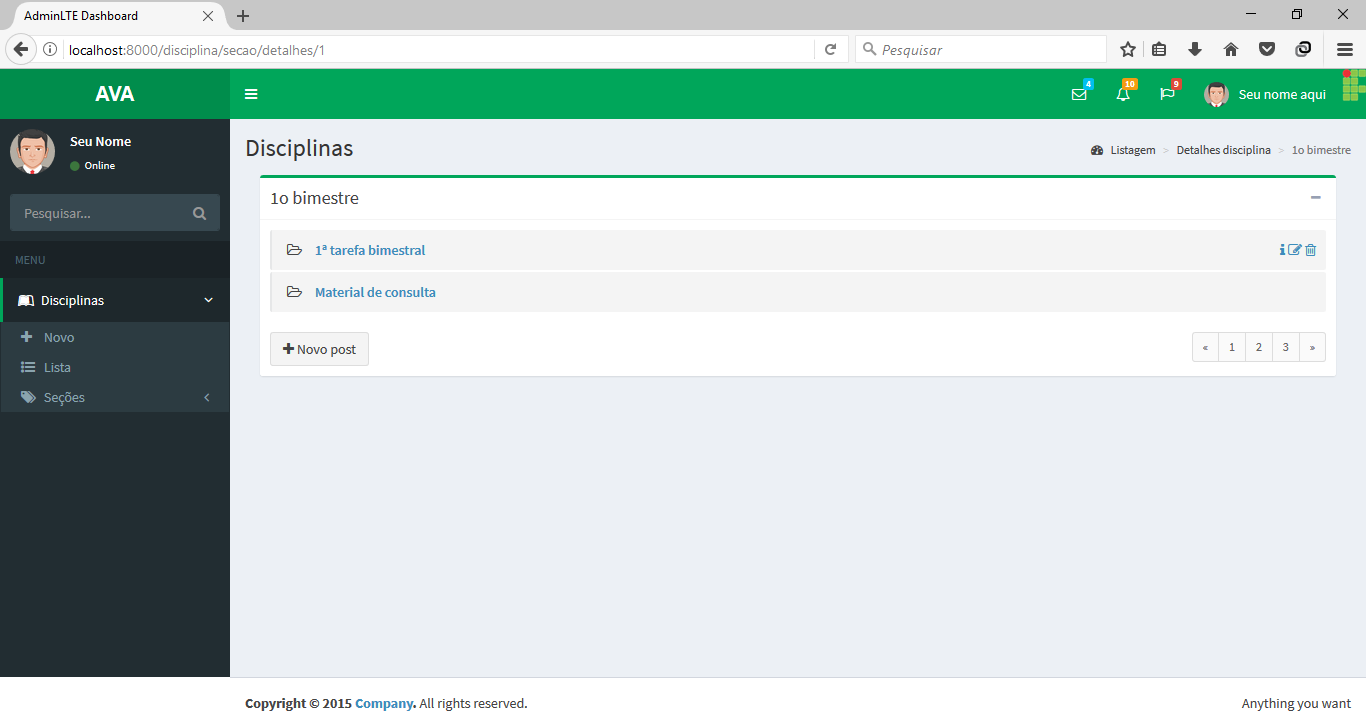 AdminLTE Dashboard
localhost:8000/disciplina/secao/detalhes/1
Pesquisar
AVA
4
10
9
Seu nome aqui
Seu Nome
Online
Pesquisar...
MENU
Disciplinas
Novo
Lista
Seções
Disciplinas
Listagem > Detalhes disciplina > 1o bimestre
1o bimestre
1ª tarefa bimestral
Material de consulta
Novo post
« 1 2 3 »
Copyright © 2015 Company. All rights reserved.
Anything you want